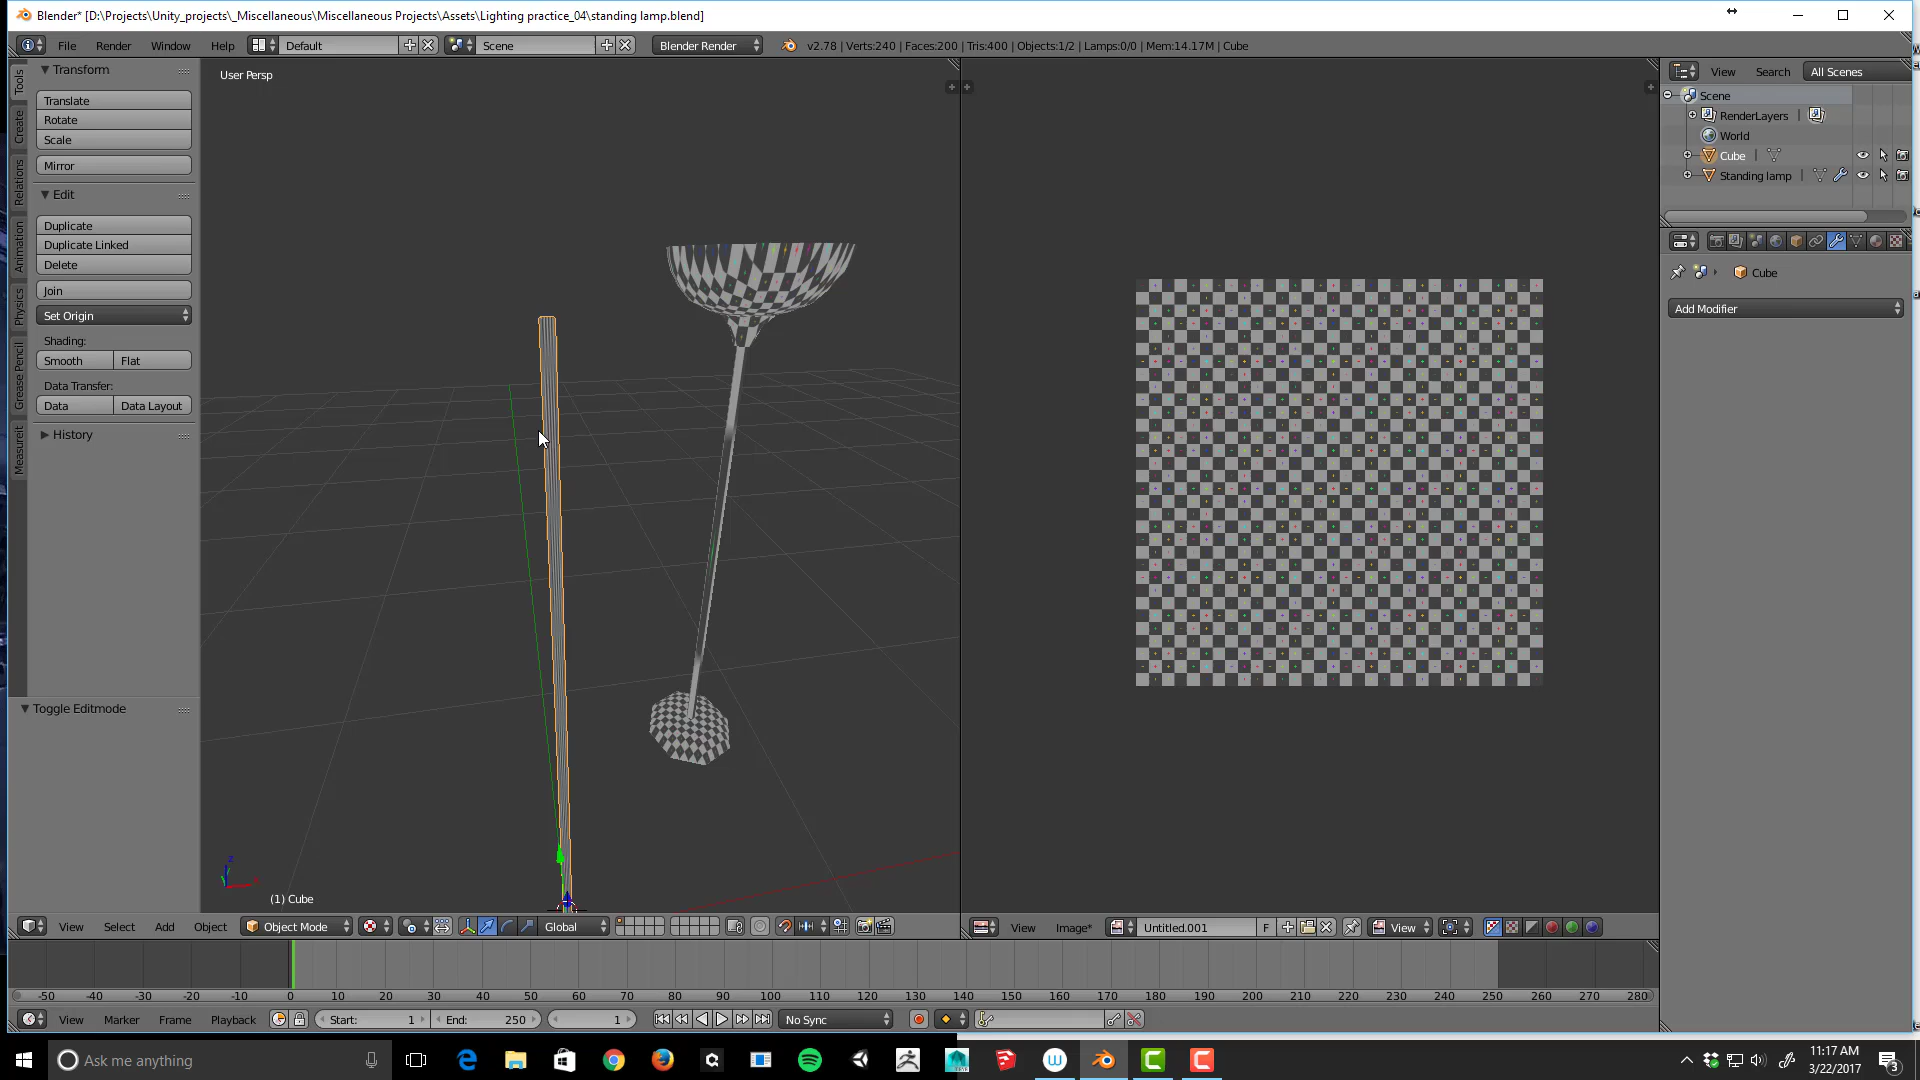 Blender* [D:\Projects\Unity_projects\_Miscellaneous\Miscellaneous Projects\Assets\Lighting practice_04\standing lamp.blend]
File Render Window Help Default Scene Blender Render v2.78 | Verts:240 | Faces:200 | Tris:400 | Objects:1/2 | Lamps:0/0 | Mem:14.17M | Cube
Tools
Create
Relations
Animation
Physics
Grease Pencil
Measureit
Transform
Translate
Rotate
Scale
Mirror
Edit
Duplicate
Duplicate Linked
Delete
Join
Set Origin
Shading:
Smooth Flat
Data Transfer:
Data Data Layout
History
Toggle Editmode
User Persp
z
(1) Cube
View Search All Scenes
Scene
RenderLayers |
World
Cube |
Standing lamp |
Cube
Add Modifier
View Select Add Object Object Mode Global
View Image* Untitled.001 F View
-50 -40 -30 -20 -10 0 10 20 30 40 50 60 70 80 90 100 110 120 130 140 150 160 170 180 190 200 210 220 230 240 250 260 270 280
View Marker Frame Playback Start: 1 End: 250 1 No Sync
Ask me anything
11:17 AM
3/22/2017
3